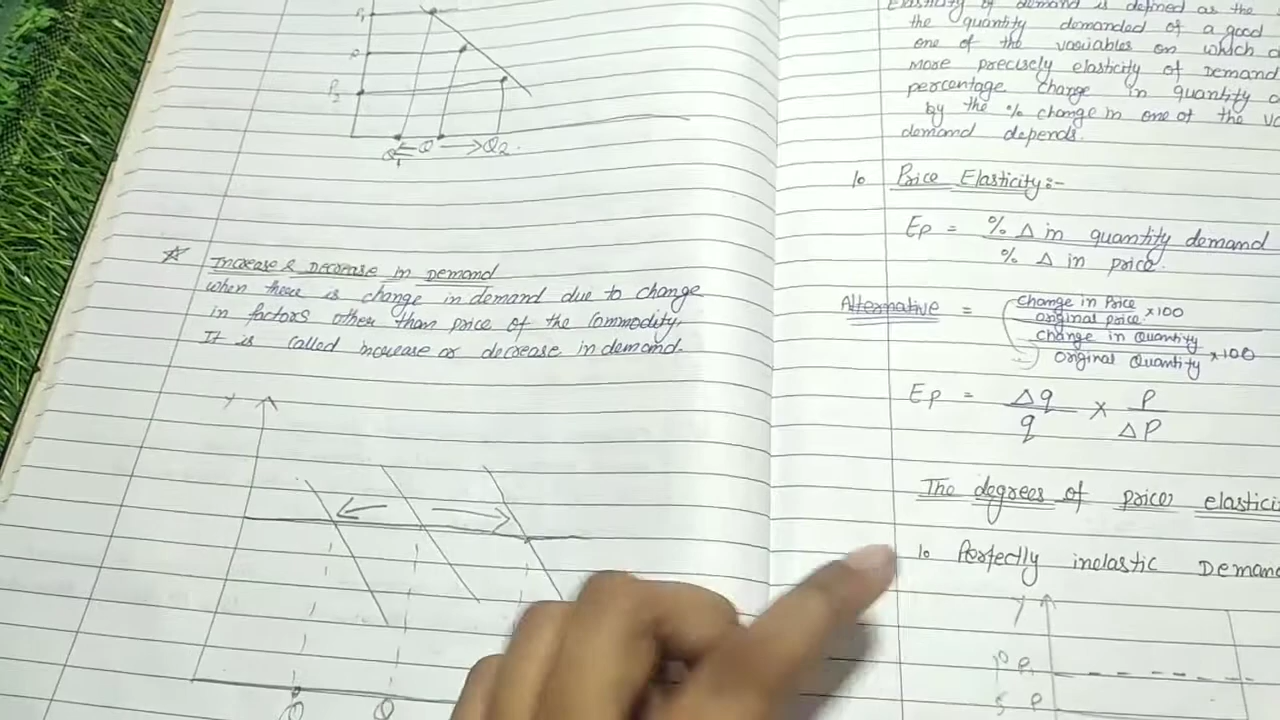 P1
P
P2
Q1 Q Q2
Increase & Decrease in Demand
when there is change in demand due to change
in factors other than price of the commodity.
It is called increase or decrease in demand.
Y
Q
Elasticity of demand is defined as the
the quantity demanded of a good
one of the variables on which
more precisely elasticity of Demand
percentage change in quantity
by the % change in one of the
demand depends.
1. Price Elasticity:-
Ep = % Δ in quantity demand
% Δ in price.
Alternative = Change in Price
original price ×100
Change in Quantity
Original Quantity ×100
Ep = Δq × P
q ΔP
The degrees of price
1. Perfectly inelastic Demand
Y
10 P1
5 P